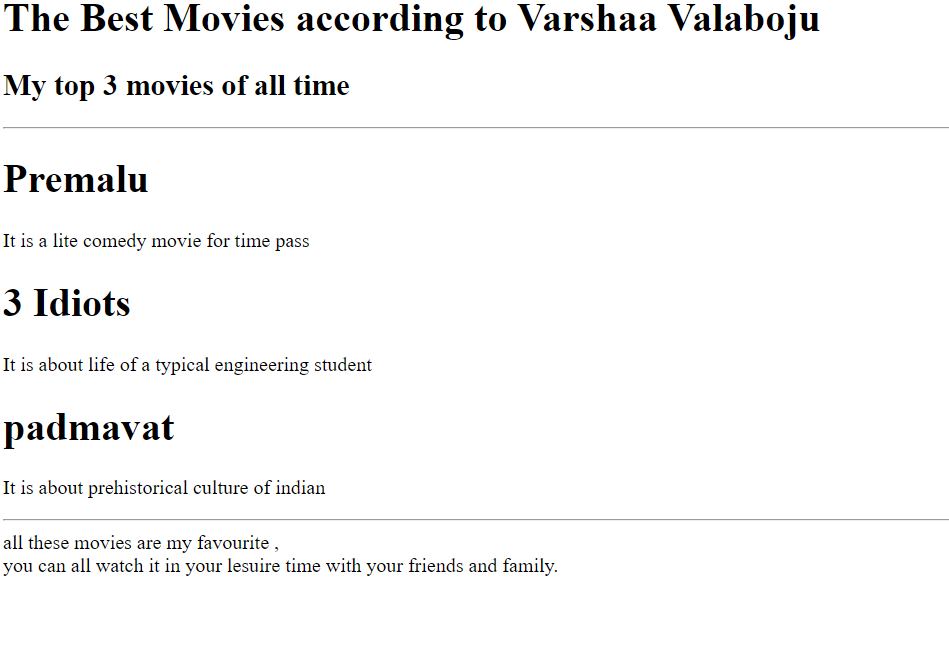 The Best Movies according to Varshaa Valaboju
My top 3 movies of all time
Premalu
It is a lite comedy movie for time pass
3 Idiots
It is about life of a typical engineering student
padmavat
It is about prehistorical culture of indian
all these movies are my favourite ,
you can all watch it in your lesuire time with your friends and family.